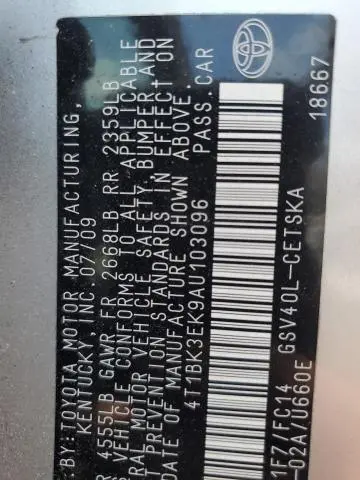 BY: TOYOTA MOTOR MANUFACTURING,
KENTUCKY, INC. 07/09
4555LB GAWR FR 2668LB RR 2359LB
VEHICLE CONFORMS TO ALL APPLICABLE
RAL MOTOR VEHICLE SAFETY, BUMPER, AND
PREVENTION STANDARDS IN EFFECT ON
DATE OF MANUFACTURE SHOWN ABOVE.
4T1BK3EK9AU103096 PASS. CAR
1F7/FC14 GSV40L-CETSKA
-02A/U660E
TOYOTA
18667